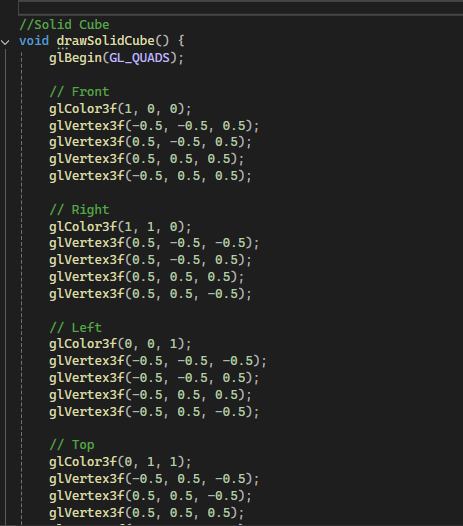 //Solid Cube
void drawSolidCube() {
glBegin(GL_QUADS);
// Front
glColor3f(1, 0, 0);
glVertex3f(-0.5, -0.5, 0.5);
glVertex3f(0.5, -0.5, 0.5);
glVertex3f(0.5, 0.5, 0.5);
glVertex3f(-0.5, 0.5, 0.5);
// Right
glColor3f(1, 1, 0);
glVertex3f(0.5, -0.5, -0.5);
glVertex3f(0.5, -0.5, 0.5);
glVertex3f(0.5, 0.5, 0.5);
glVertex3f(0.5, 0.5, -0.5);
// Left
glColor3f(0, 0, 1);
glVertex3f(-0.5, -0.5, -0.5);
glVertex3f(-0.5, -0.5, 0.5);
glVertex3f(-0.5, 0.5, 0.5);
glVertex3f(-0.5, 0.5, -0.5);
// Top
glColor3f(0, 1, 1);
glVertex3f(-0.5, 0.5, -0.5);
glVertex3f(0.5, 0.5, -0.5);
glVertex3f(0.5, 0.5, 0.5);